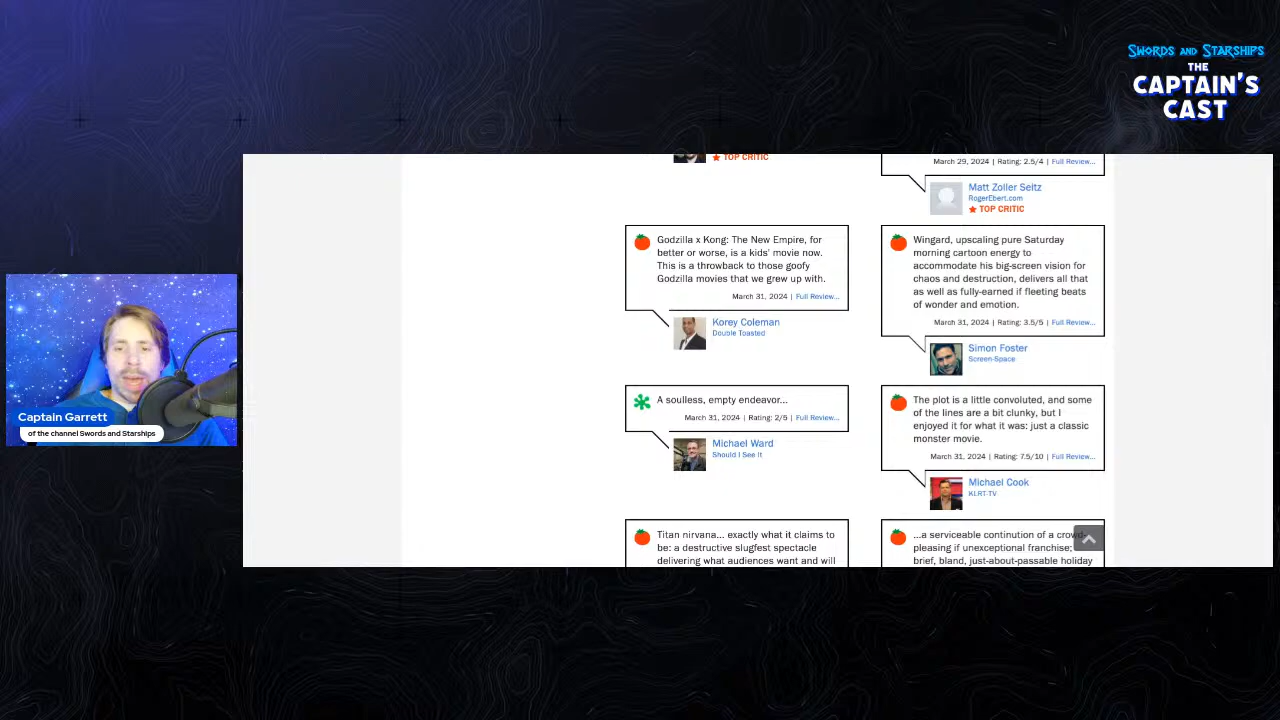 SWORDS AND STARSHIPS
THE
CAPTAIN'S
CAST
TOP CRITIC
March 29, 2024 | Rating: 2.5/4 | Full Review...
Matt Zoller Seitz
RogerEbert.com
TOP CRITIC
Godzilla x Kong: The New Empire, for
better or worse, is a kids' movie now.
This is a throwback to those goofy
Godzilla movies that we grew up with.
March 31, 2024 | Full Review...
Korey Coleman
Double Toasted
Wingard, upscaling pure Saturday
morning cartoon energy to
accommodate his big-screen vision for
chaos and destruction, delivers all that
as well as fully-earned if fleeting beats
of wonder and emotion.
March 31, 2024 | Rating: 3.5/5 | Full Review...
Simon Foster
Screen-Space
A soulless, empty endeavor...
March 31, 2024 | Rating: 2/5 | Full Review...
Michael Ward
Should I See It
The plot is a little convoluted, and some
of the lines are a bit clunky, but I
enjoyed it for what it was: just a classic
monster movie.
March 31, 2024 | Rating: 7.5/10 | Full Review...
Michael Cook
KLRT-TV
Titan nirvana... exactly what it claims to
be: a destructive slugfest spectacle
delivering what audiences want and will
...a serviceable continution of a crowd-
pleasing if unexceptional franchise;
brief, bland, just-about-passable holiday
Captain Garrett
of the channel Swords and Starships